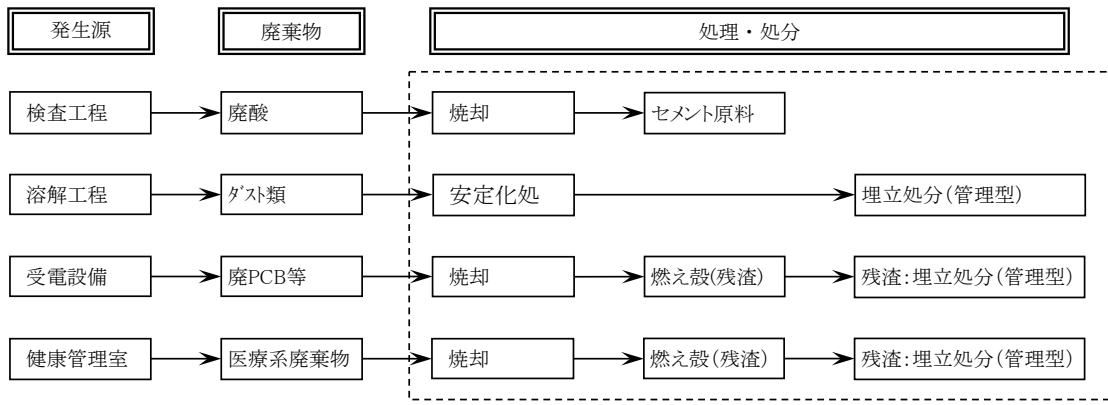 発生源 廃棄物 処理・処分
検査工程 廃酸 焼却 セメント原料
溶解工程 ダスト類 安定化処 埋立処分(管理型)
受電設備 廃PCB等 焼却 燃え殻(残渣) 残渣:埋立処分(管理型)
健康管理室 医療系廃棄物 焼却 燃え殻(残渣) 残渣:埋立処分(管理型)